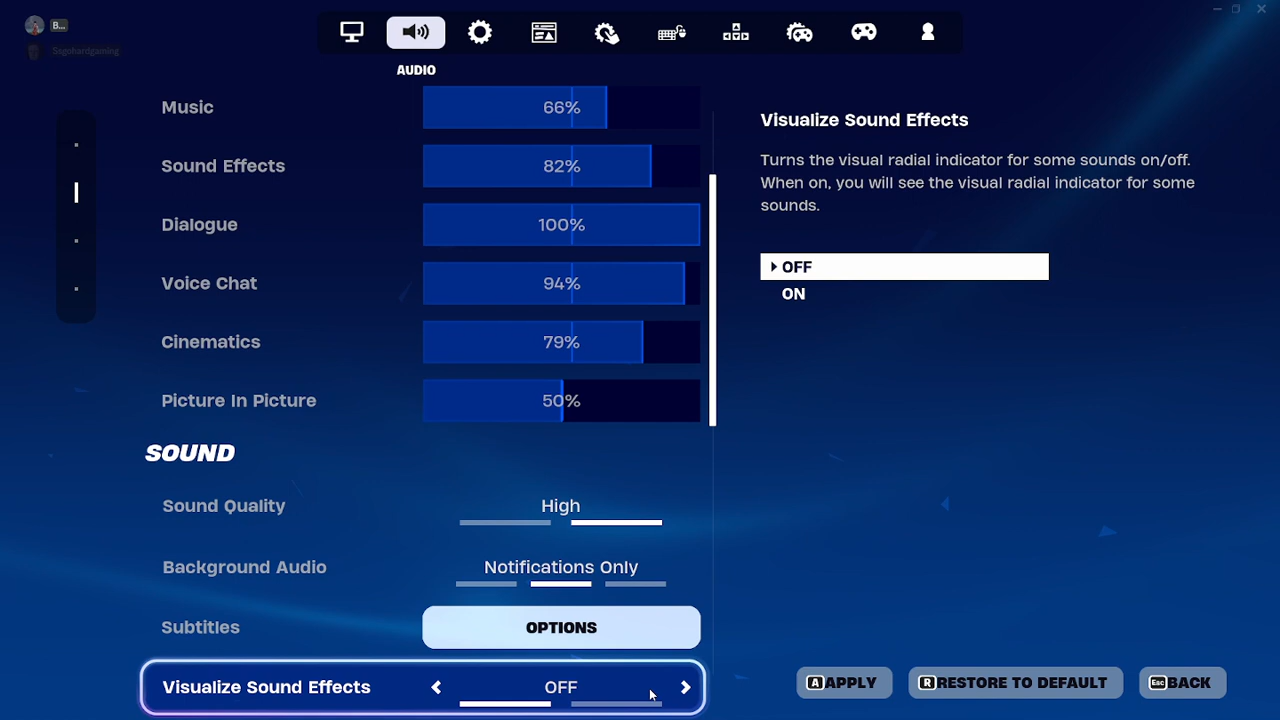 B...
Ssgohardgaming
AUDIO
Music 66%
Sound Effects 82%
Dialogue 100%
Voice Chat 94%
Cinematics 79%
Picture In Picture 50%
SOUND
Sound Quality High
Background Audio Notifications Only
Subtitles OPTIONS
Visualize Sound Effects OFF
Visualize Sound Effects
Turns the visual radial indicator for some sounds on/off.
When on, you will see the visual radial indicator for some
sounds.
OFF
ON
A APPLY
R RESTORE TO DEFAULT
Esc BACK